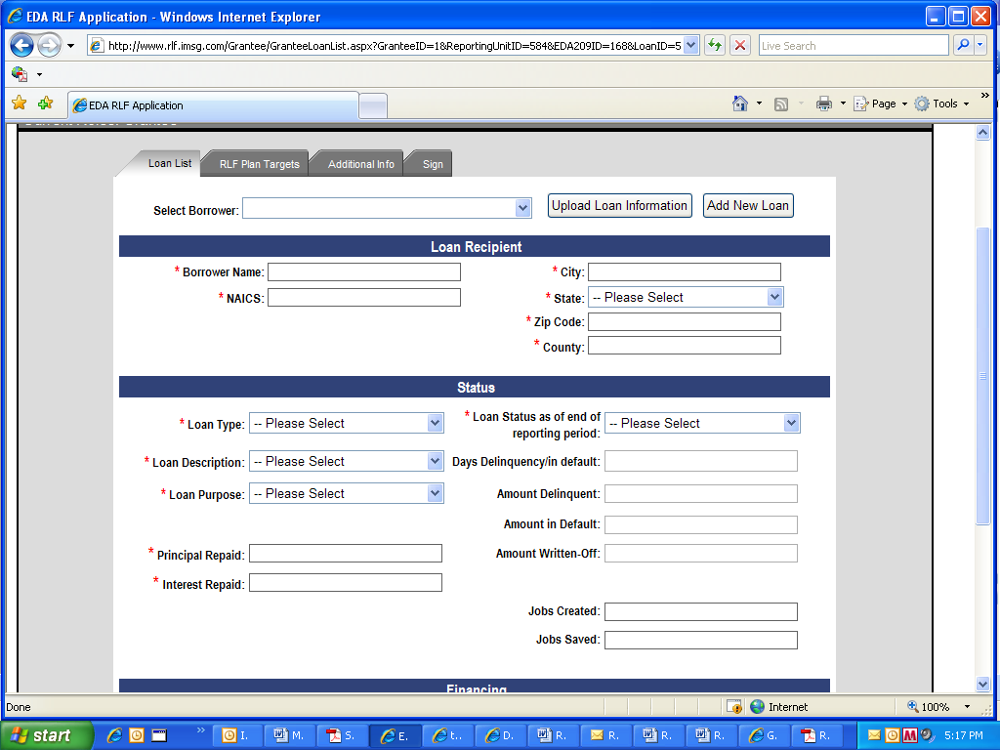 EDA RLF Application - Windows Internet Explorer
http://www.rlf.imsg.com/Grantee/GranteeLoanList.aspx?GranteeID=1&ReportingUnitID=584&EDA209ID=168&LoanID=5
Live Search
EDA RLF Application
Page
Tools
Loan List
RLF Plan Targets
Additional Info
Sign
Select Borrower:
Upload Loan Information
Add New Loan
Loan Recipient
* Borrower Name:
* City:
* NAICS:
* State: -- Please Select
* Zip Code:
* County:
Status
* Loan Type: -- Please Select
* Loan Status as of end of
reporting period: -- Please Select
* Loan Description: -- Please Select
Days Delinquency/in default:
* Loan Purpose: -- Please Select
Amount Delinquent:
Amount in Default:
* Principal Repaid:
Amount Written-Off:
* Interest Repaid:
Jobs Created:
Jobs Saved:
Financing
Done
Internet
100%
start
I.
M.
S.
E.
t..
D.
R.
R.
R.
R.
G.
R.
5:17 PM